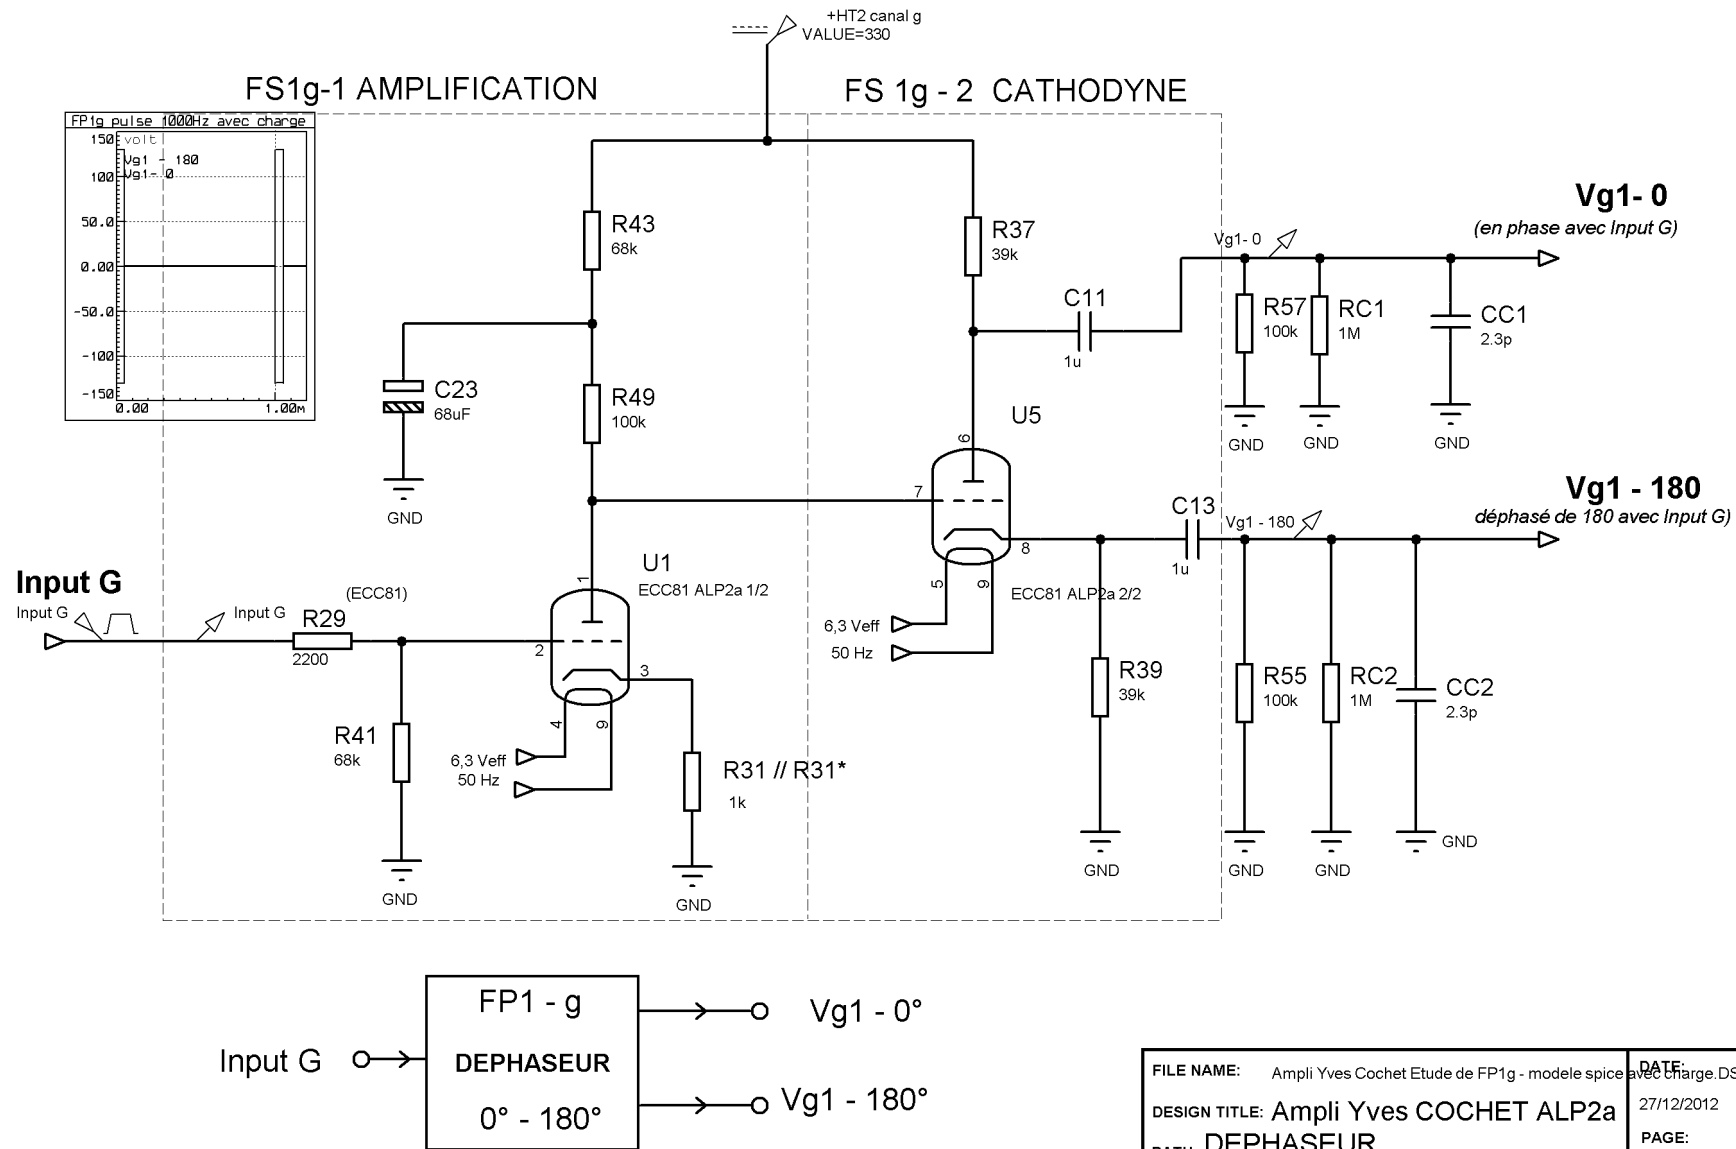 +HT2 canal g
VALUE=330
FS1g-1 AMPLIFICATION
FS 1g - 2 CATHODYNE
FP1g pulse 1000Hz avec charge
150
volt
Vg1 - 180
Vg1- 0
100
50.0
0.00
-50.0
-100
-150
0.00
1.00m
R43
68k
R37
39k
Vg1- 0
(en phase avec Input G)
Vg1- 0
C11
1u
R57
100k
RC1
1M
CC1
2.3p
C23
68uF
R49
100k
U5
6
GND
GND
GND
GND
7
8
5
9
C13
1u
Vg1 - 180
Vg1 - 180
déphasé de 180 avec Input G)
U1
ECC81 ALP2a 1/2
ECC81 ALP2a 2/2
Input G
Input G
Input G
(ECC81)
R29
2200
1
2
3
4
9
6,3 Veff
50 Hz
R41
68k
6,3 Veff
50 Hz
R31 // R31*
1k
R39
39k
R55
100k
RC2
1M
CC2
2.3p
GND
GND
GND
GND
GND
GND
FP1 - g
DEPHASEUR
0° - 180°
Input G
Vg1 - 0°
Vg1 - 180°
FILE NAME: Ampli Yves Cochet Etude de FP1g - modele spice avec charge.DS
DATE:
27/12/2012
DESIGN TITLE: Ampli Yves COCHET ALP2a
PAGE:
DEPHASEUR